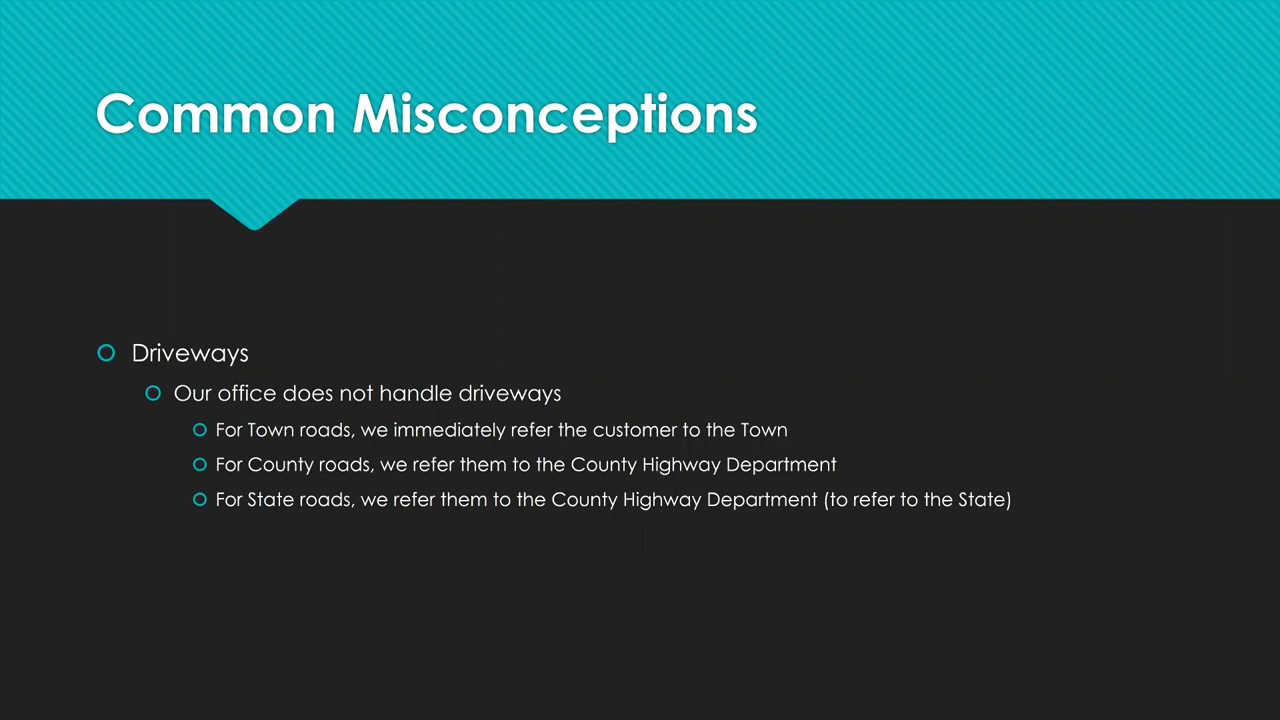 Common Misconceptions
Driveways
Our office does not handle driveways
For Town roads, we immediately refer the customer to the Town
For County roads, we refer them to the County Highway Department
For State roads, we refer them to the County Highway Department (to refer to the State)